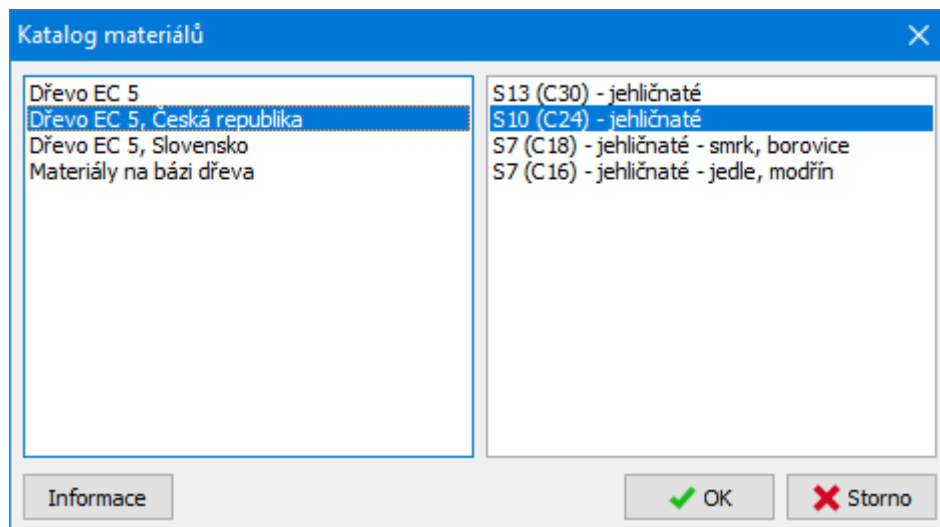 Katalog materiálů
Dřevo EC 5
Dřevo EC 5, Česká republika
Dřevo EC 5, Slovensko
Materiály na bázi dřeva
S13 (C30) - jehličnaté
S10 (C24) - jehličnaté
S7 (C18) - jehličnaté - smrk, borovice
S7 (C16) - jehličnaté - jedle, modřín
Informace
OK
Storno